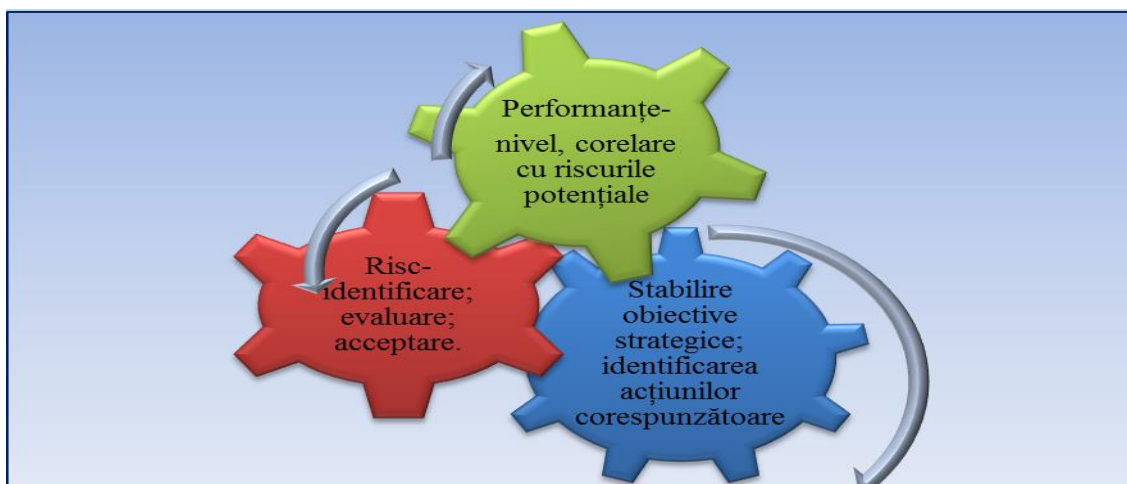 Performanțe-
nivel, corelare
cu riscurile
potențiale
Risc-
identificare;
evaluare;
acceptare.
Stabilire
obiective
strategice;
identificarea
acțiunilor
corespunzătoare